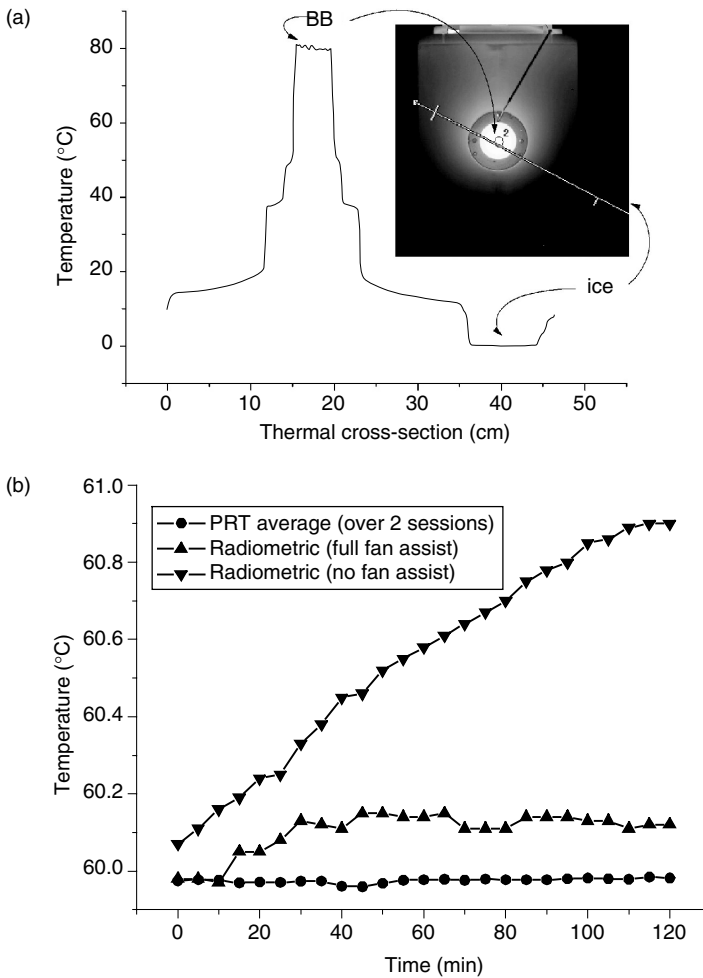 (a)
BB
80
60
40
20
0
Temperature (°C)
2
ice
0
10
20
30
40
50
Thermal cross-section (cm)
(b)
61.0
60.8
60.6
60.4
60.2
60.0
Temperature (°C)
PRT average (over 2 sessions)
Radiometric (full fan assist)
Radiometric (no fan assist)
0
20
40
60
80
100
120
Time (min)